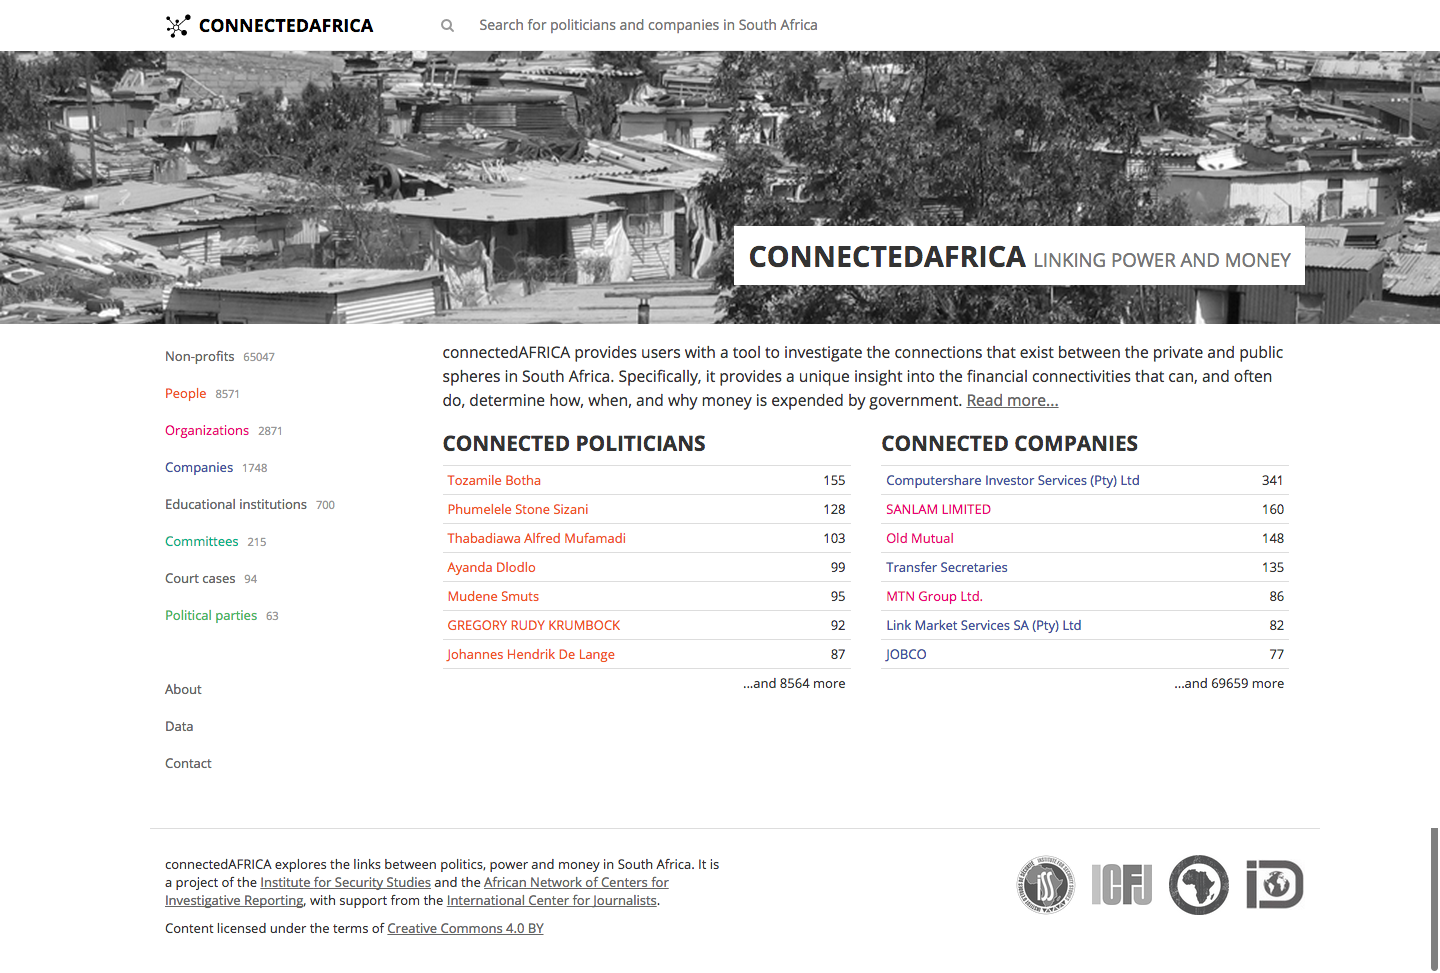 CONNECTEDAFRICA
Search for politicians and companies in South Africa
CONNECTEDAFRICA LINKING POWER AND MONEY
Non-profits 65047
People 8571
Organizations 2871
Companies 1748
Educational institutions 700
Committees 215
Court cases 94
Political parties 63
About
Data
Contact
connectedAFRICA provides users with a tool to investigate the connections that exist between the private and public
spheres in South Africa. Specifically, it provides a unique insight into the financial connectivities that can, and often
do, determine how, when, and why money is expended by government. Read more...
CONNECTED POLITICIANS
Tozamile Botha 155
Phumelele Stone Sizani 128
Thabadiawa Alfred Mufamadi 103
Ayanda Dlodlo 99
Mudene Smuts 95
GREGORY RUDY KRUMBOCK 92
Johannes Hendrik De Lange 87
...and 8564 more
CONNECTED COMPANIES
Computershare Investor Services (Pty) Ltd 341
SANLAM LIMITED 160
Old Mutual 148
Transfer Secretaries 135
MTN Group Ltd. 86
Link Market Services SA (Pty) Ltd 82
JOBCO 77
...and 69659 more
connectedAFRICA explores the links between politics, power and money in South Africa. It is
a project of the Institute for Security Studies and the African Network of Centers for
Investigative Reporting, with support from the International Center for Journalists.
Content licensed under the terms of Creative Commons 4.0 BY
iss
ICFJ
iD